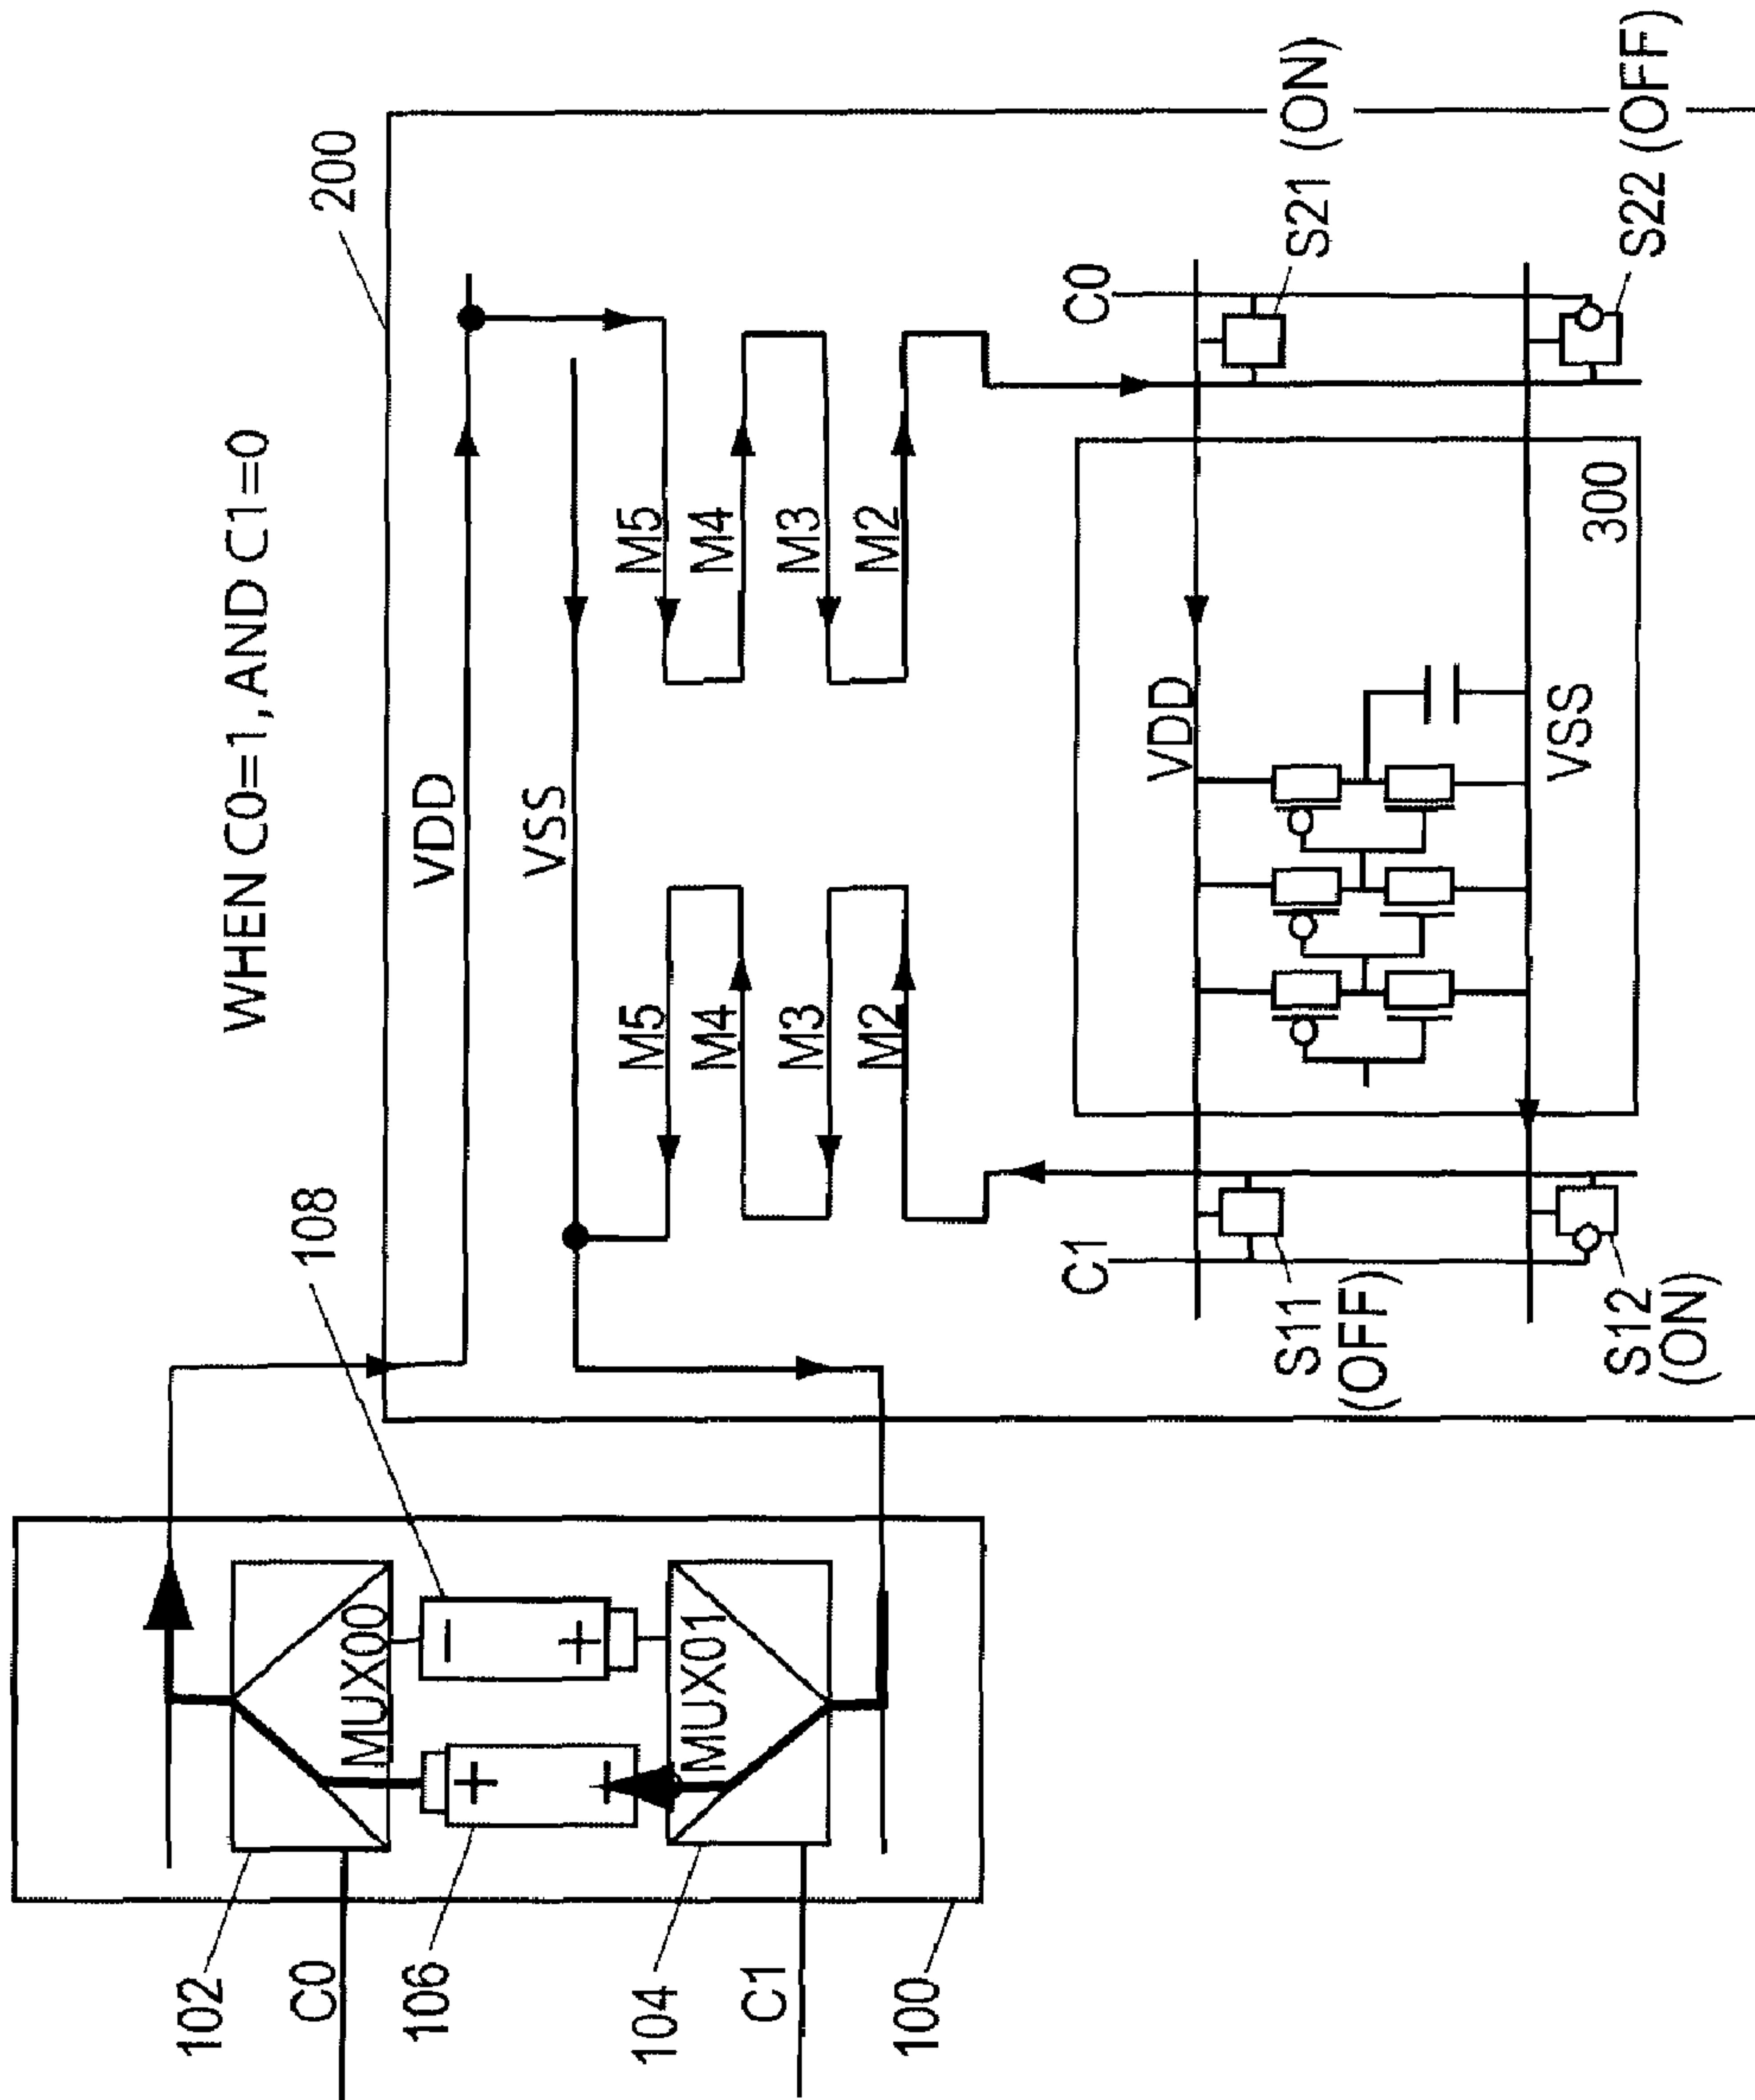 WHEN C0=1, AND C1=0
200
108
VDD
VSS
M5
M4
M3
M2
M5
M4
M3
M2
102
C0
106
104
C1
100
MUX00
+
−
−
+
MUX01
C1
C0
VDD
VSS
300
S11
(OFF)
S12
(ON)
S21 (ON)
S22 (OFF)